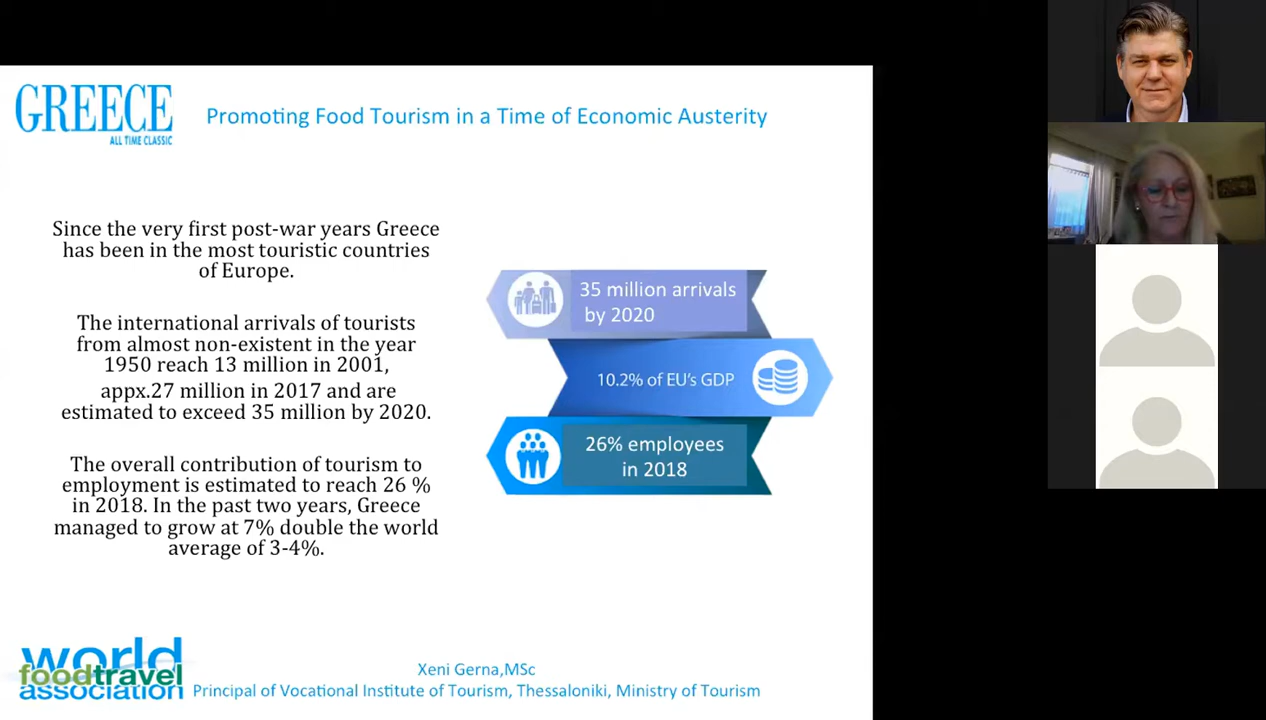 GREECE
ALL TIME CLASSIC
Promoting Food Tourism in a Time of Economic Austerity
Since the very first post-war years Greece
has been in the most touristic countries
of Europe.
The international arrivals of tourists
from almost non-existent in the year
1950 reach 13 million in 2001,
appx.27 million in 2017 and are
estimated to exceed 35 million by 2020.
The overall contribution of tourism to
employment is estimated to reach 26 %
in 2018. In the past two years, Greece
managed to grow at 7% double the world
average of 3-4%.
35 million arrivals
by 2020
10.2% of EU's GDP
26% employees
in 2018
world
foodtravel
association
Xeni Gerna,MSc
Principal of Vocational Institute of Tourism, Thessaloniki, Ministry of Tourism